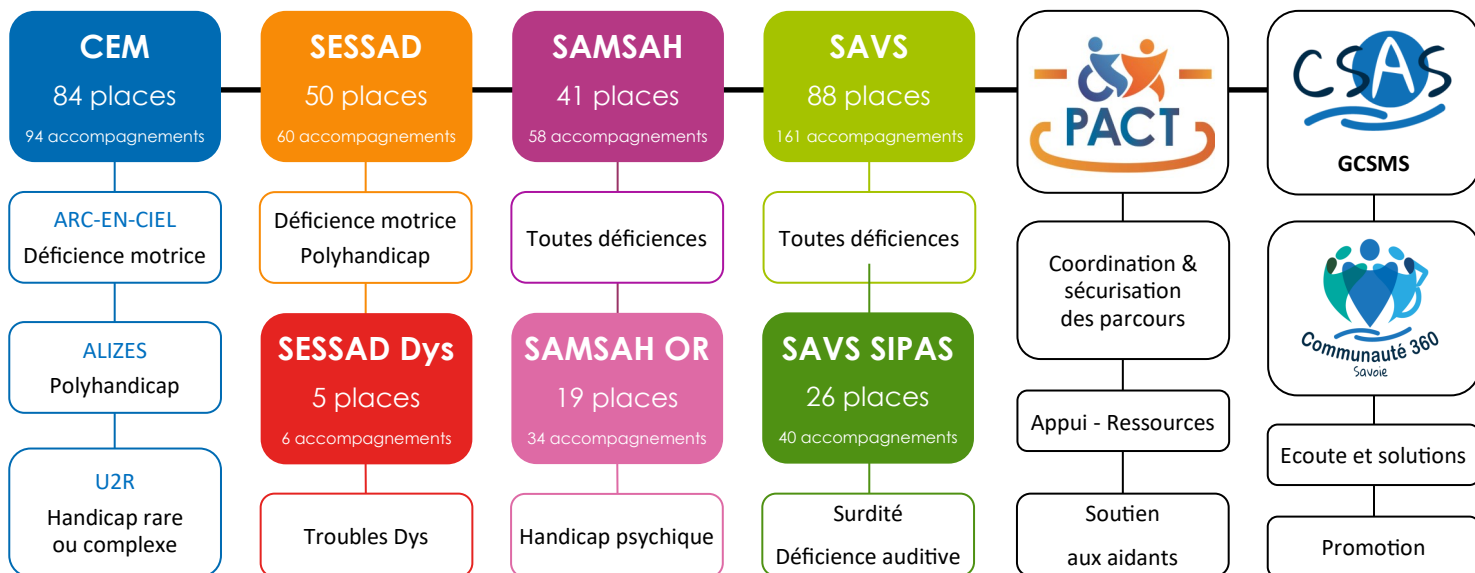 CEM
84 places
94 accompagnements
ARC-EN-CIEL
Déficience motrice
ALIZES
Polyhandicap
U2R
Handicap rare
ou complexe
SESSAD
50 places
60 accompagnements
Déficience motrice
Polyhandicap
SESSAD Dys
5 places
6 accompagnements
Troubles Dys
SAMSAH
41 places
58 accompagnements
Toutes déficiences
SAMSAH OR
19 places
34 accompagnements
Handicap psychique
SAVS
88 places
161 accompagnements
Toutes déficiences
SAVS SIPAS
26 places
40 accompagnements
Surdité
Déficience auditive
PACT
Coordination &
sécurisation
des parcours
Appui - Ressources
Soutien
aux aidants
CSAS
GCSMS
Communauté 360
Savoie
Ecoute et solutions
Promotion